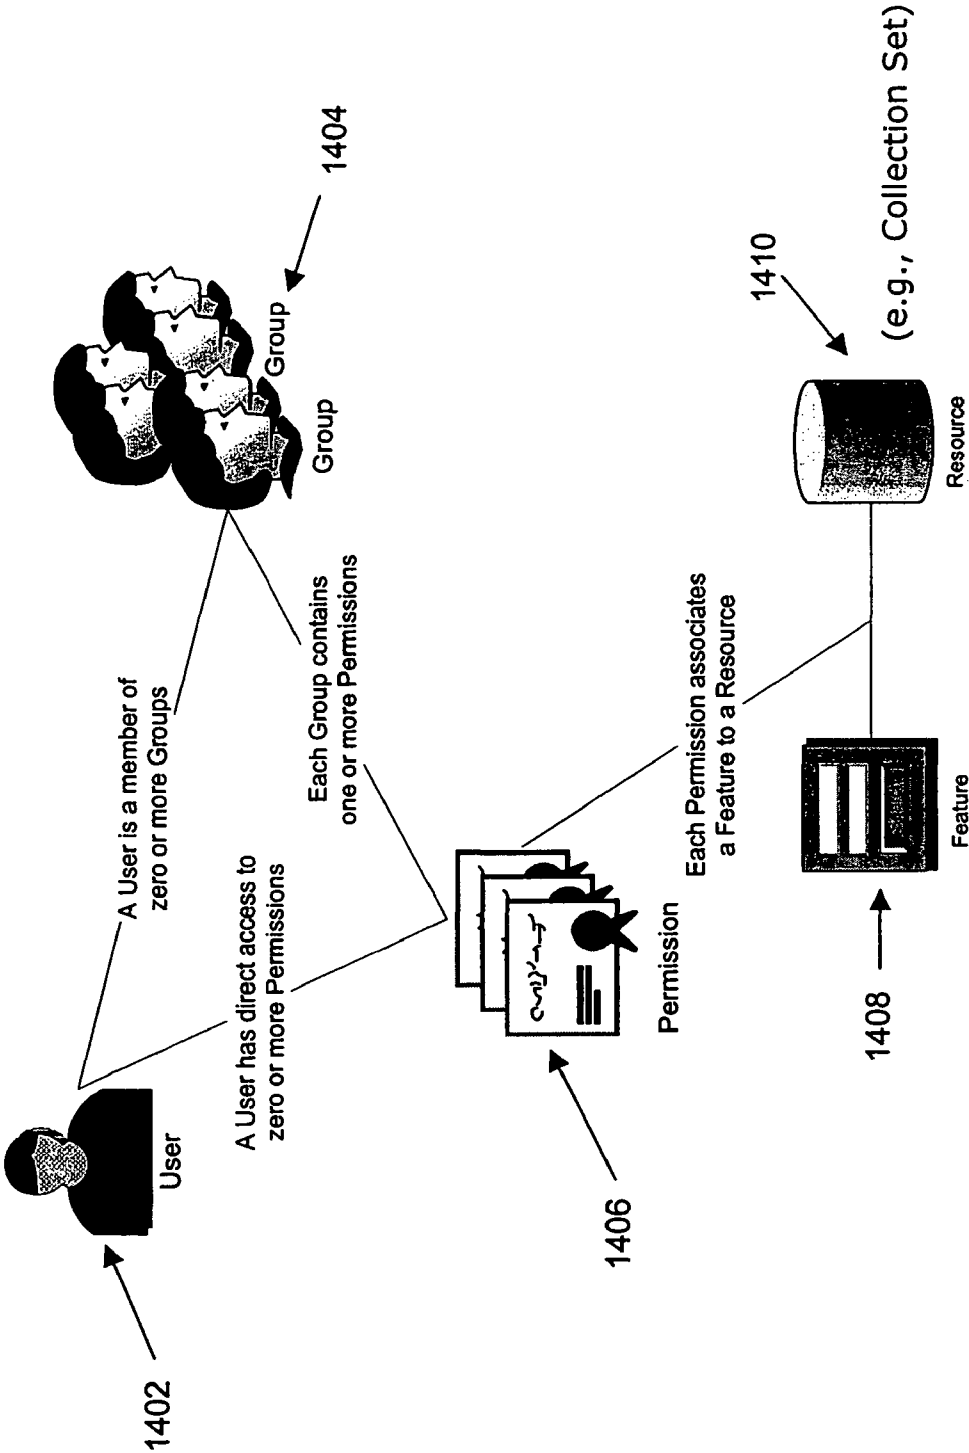 1402
User
A User is a member of
zero or more Groups
Group
Group
1404
A User has direct access to
zero or more Permissions
Each Group contains
one or more Permissions
1406
Permission
Each Permission associates
a Feature to a Resource
1408
Feature
Resource
1410
(e.g., Collection Set)